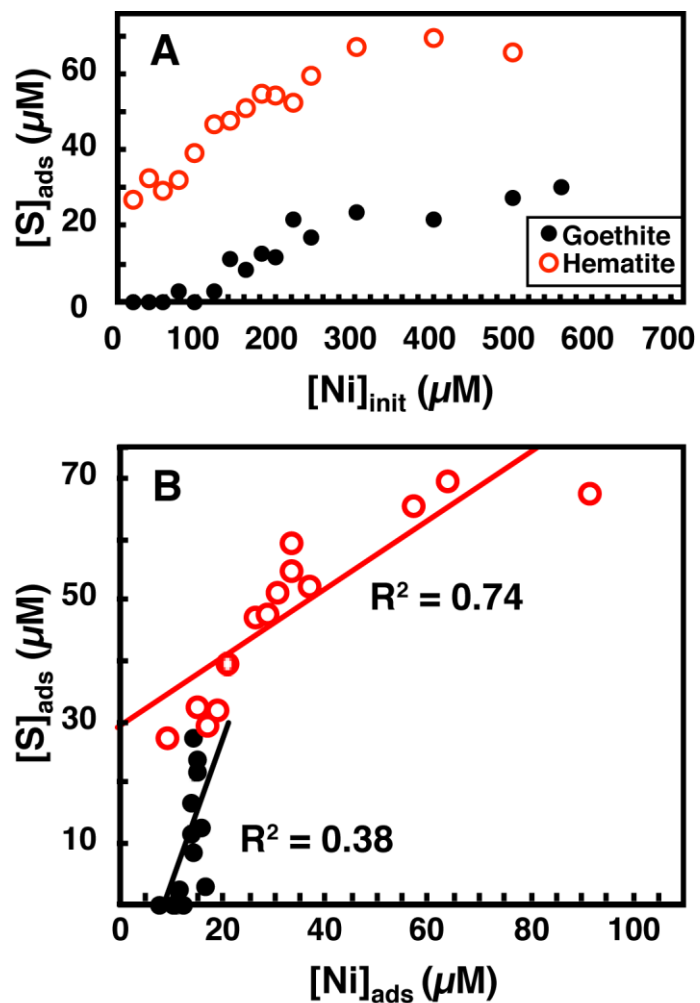 A
[S]ads (µM)
60
40
20
0
Goethite
Hematite
0 100 200 300 400 500 600 700
[Ni]init (µM)
B
[S]ads (µM)
70
50
30
10
R² = 0.74
R² = 0.38
0 20 40 60 80 100
[Ni]ads (µM)